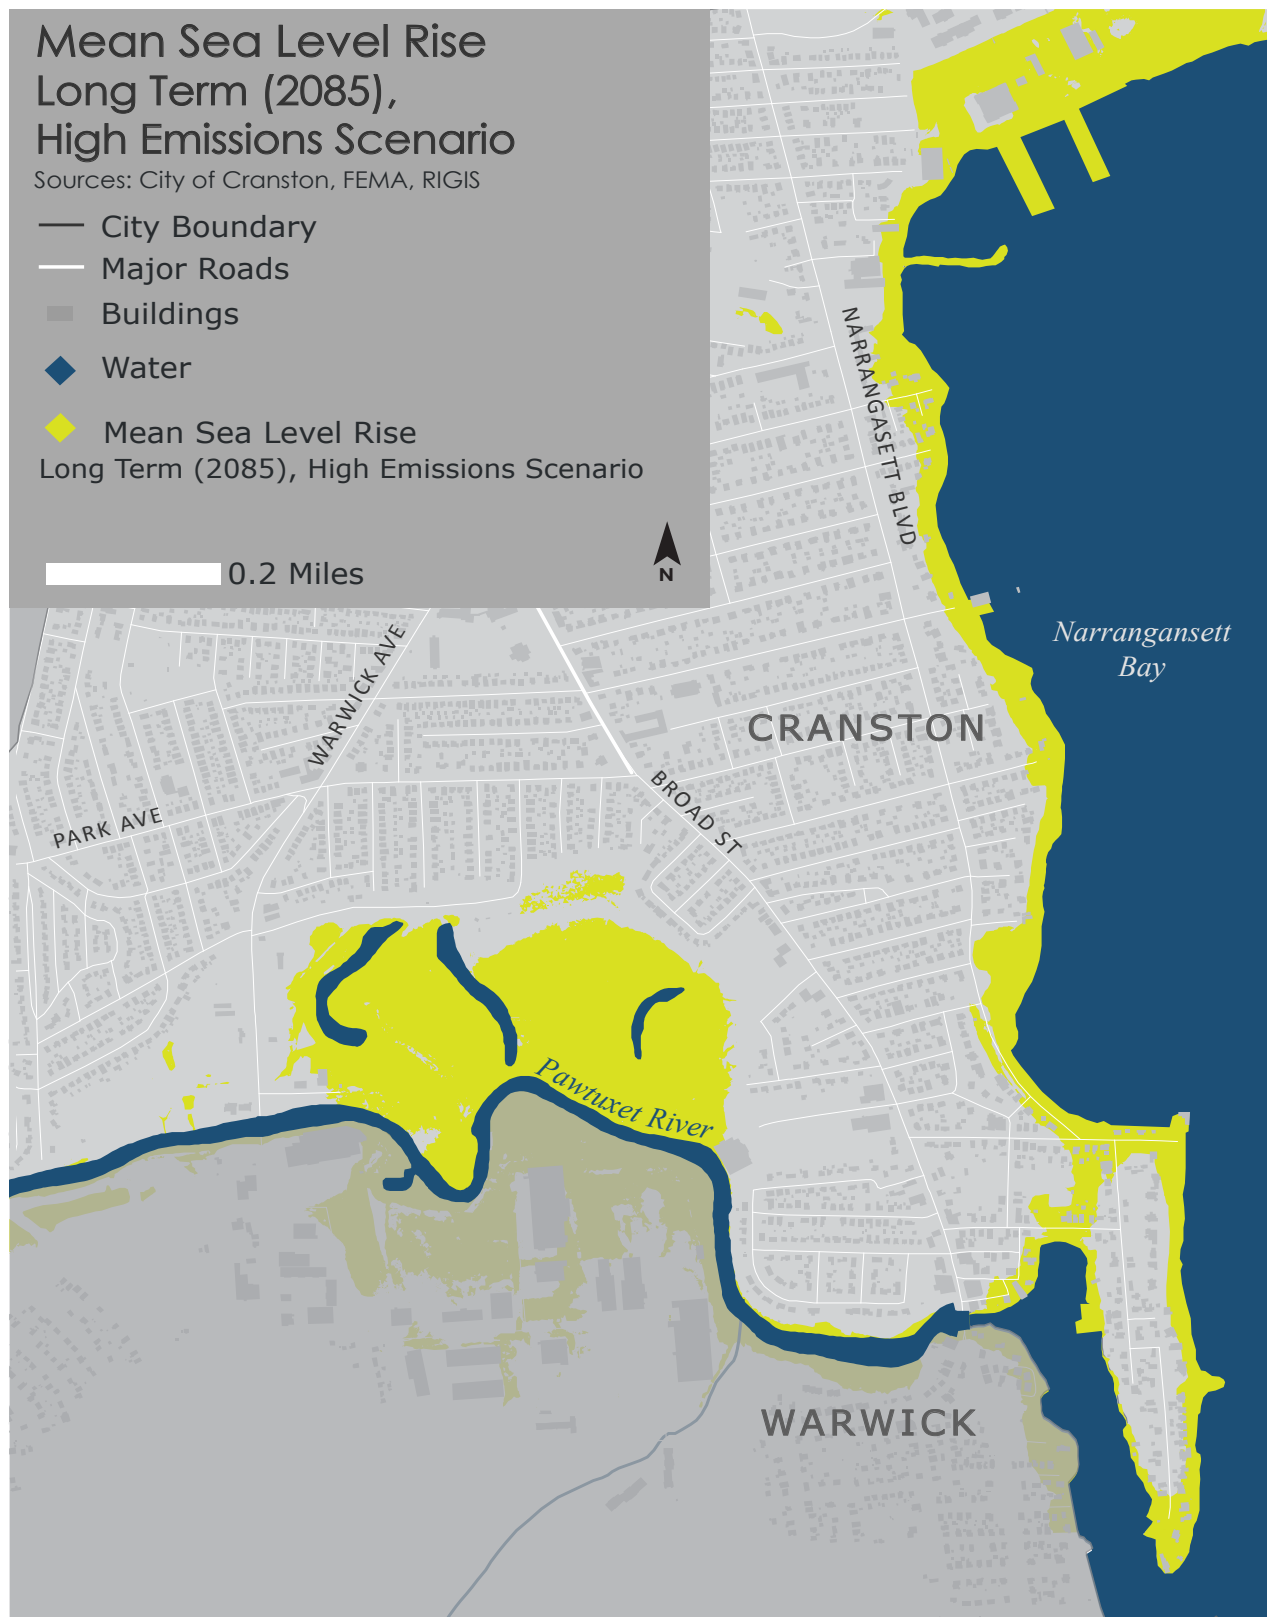 Mean Sea Level Rise
Long Term (2085),
High Emissions Scenario
Sources: City of Cranston, FEMA, RIGIS
City Boundary
Major Roads
Buildings
Water
Mean Sea Level Rise
Long Term (2085), High Emissions Scenario
0.2 Miles
N
NARRANGASETT BLVD
Narrangansett
Bay
WARWICK AVE
CRANSTON
BROAD ST
PARK AVE
Pawtuxet River
WARWICK